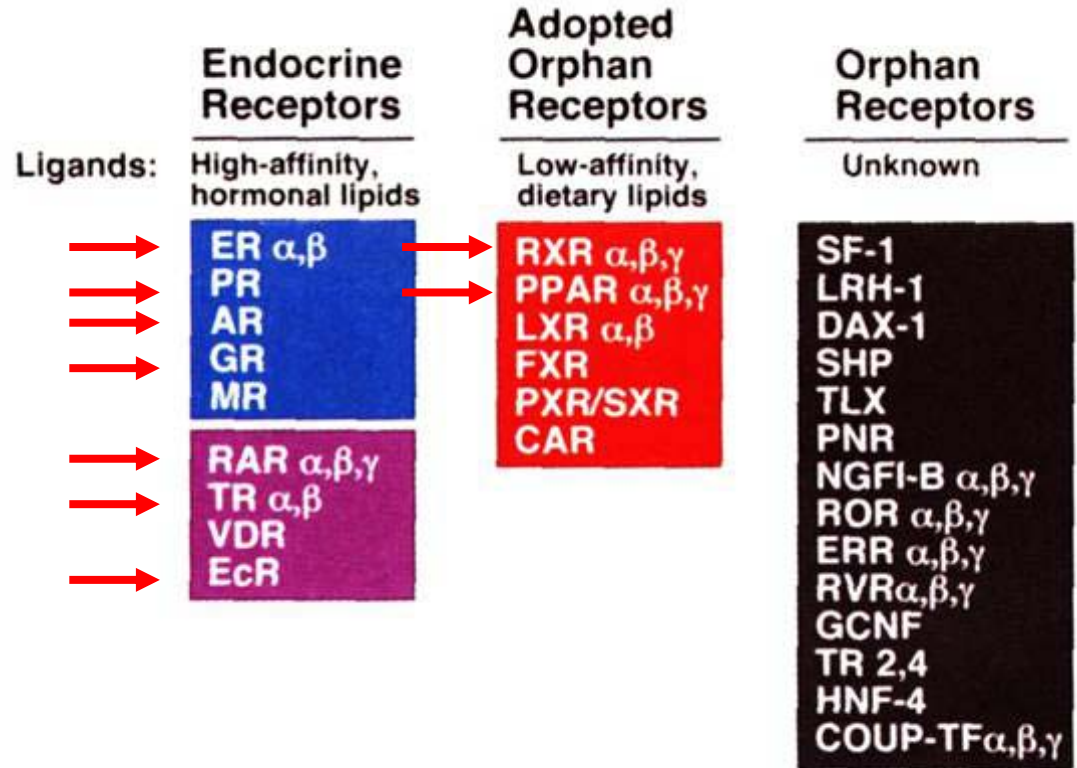 Endocrine
Receptors
Adopted
Orphan
Receptors
Orphan
Receptors
Ligands:
High-affinity,
hormonal lipids
Low-affinity,
dietary lipids
Unknown
ER α,β
PR
AR
GR
MR
RAR α,β,γ
TR α,β
VDR
EcR
RXR α,β,γ
PPAR α,β,γ
LXR α,β
FXR
PXR/SXR
CAR
SF-1
LRH-1
DAX-1
SHP
TLX
PNR
NGFI-B α,β,γ
ROR α,β,γ
ERR α,β,γ
RVRα,β,γ
GCNF
TR 2,4
HNF-4
COUP-TFα,β,γ